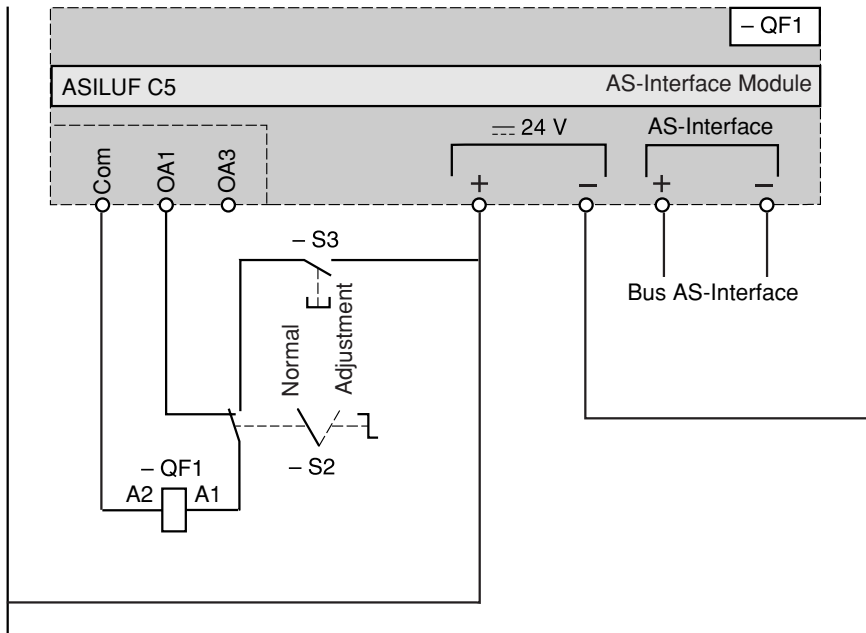 – QF1
ASILUF C5
AS-Interface Module
24 V
AS-Interface
Com
OA1
OA3
+
–
+
–
– S3
Bus AS-Interface
Normal
Adjustment
– S2
– QF1
A2
A1